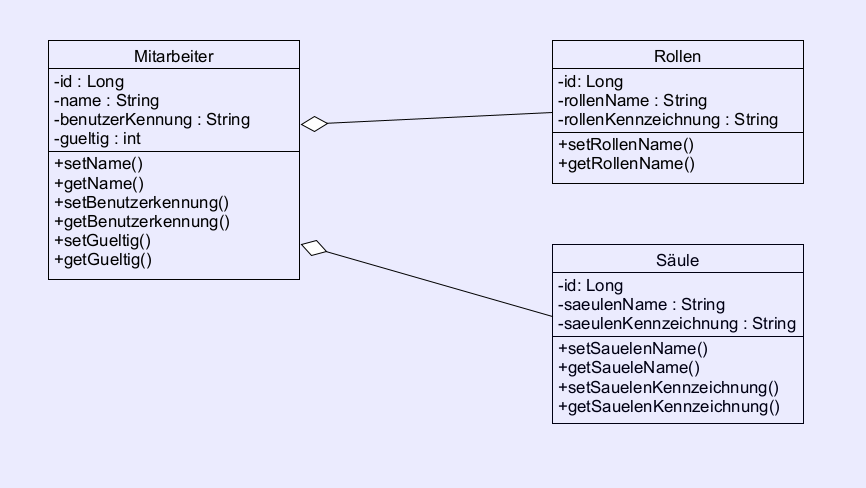 Mitarbeiter
-id : Long
-name : String
-benutzerKennung : String
-gueltig : int
+setName()
+getName()
+setBenutzerkennung()
+getBenutzerkennung()
+setGueltig()
+getGueltig()
Rollen
-id: Long
-rollenName : String
-rollenKennzeichnung : String
+setRollenName()
+getRollenName()
Säule
-id: Long
-saeulenName : String
-saeulenKennzeichnung : String
+setSauelenName()
+getSaueleName()
+setSauelenKennzeichnung()
+getSauelenKennzeichnung()